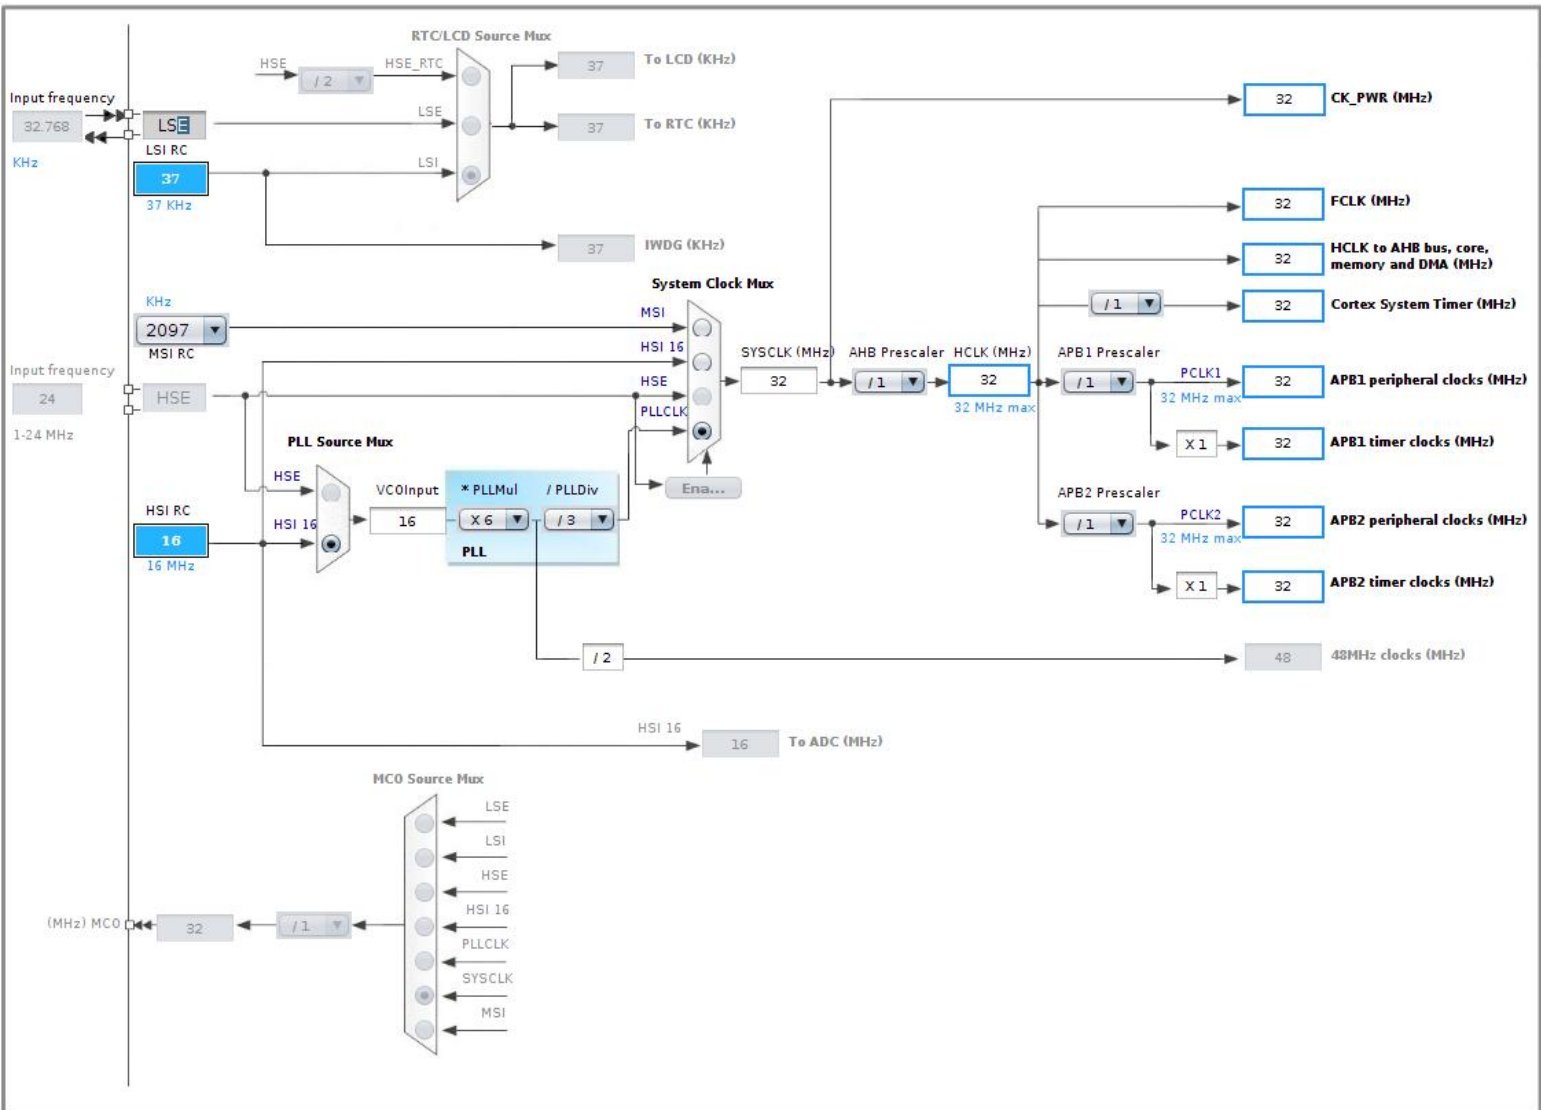 RTC/LCD Source Mux
HSE
/ 2
HSE_RTC
37
To LCD (KHz)
Input frequency
32.768
KHz
LSE
LSE
37
To RTC (KHz)
32
CK_PWR (MHz)
LSI RC
37
37 KHz
LSI
37
IWDG (KHz)
32
FCLK (MHz)
32
HCLK to AHB bus, core,
memory and DMA (MHz)
/ 1
32
Cortex System Timer (MHz)
System Clock Mux
KHz
2097
MSI RC
MSI
HSI 16
HSE
PLLCLK
Ena...
SYSCLK (MHz)
32
AHB Prescaler
/ 1
HCLK (MHz)
32
32 MHz max
APB1 Prescaler
/ 1
PCLK1
32 MHz max
32
APB1 peripheral clocks (MHz)
X 1
32
APB1 timer clocks (MHz)
Input frequency
24
1-24 MHz
HSE
PLL Source Mux
HSE
HSI 16
HSI RC
16
16 MHz
VCOInput
16
* PLLMul
X 6
/ PLLDiv
/ 3
PLL
APB2 Prescaler
/ 1
PCLK2
32 MHz max
32
APB2 peripheral clocks (MHz)
X 1
32
APB2 timer clocks (MHz)
/ 2
48
48MHz clocks (MHz)
HSI 16
16
To ADC (MHz)
MCO Source Mux
LSE
LSI
HSE
HSI 16
PLLCLK
SYSCLK
MSI
(MHz) MCO
32
/ 1